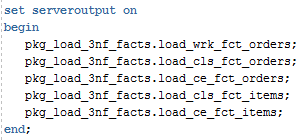 set serveroutput on
begin
pkg_load_3nf_facts.load_wrk_fct_orders;
pkg_load_3nf_facts.load_cls_fct_orders;
pkg_load_3nf_facts.load_ce_fct_orders;
pkg_load_3nf_facts.load_cls_fct_items;
pkg_load_3nf_facts.load_ce_fct_items;
end;